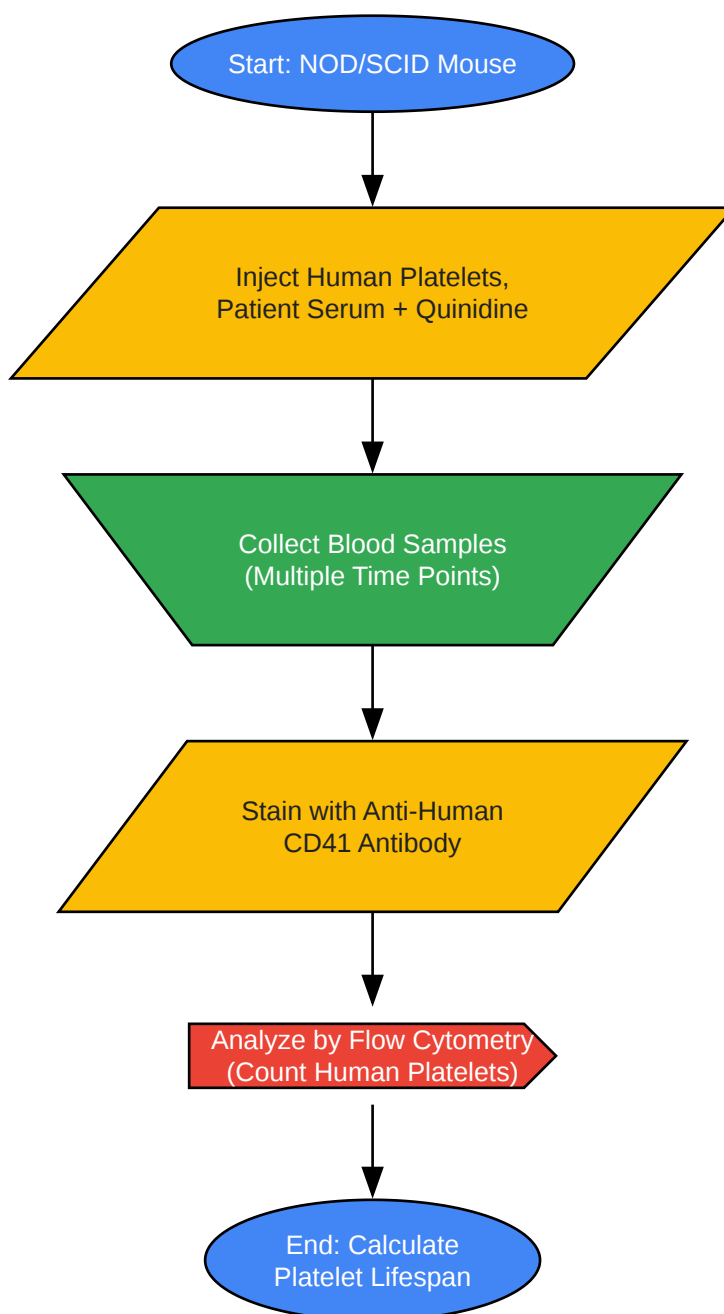 Start: NOD/SCID Mouse
Inject Human Platelets,
Patient Serum + Quinidine
Collect Blood Samples
(Multiple Time Points)
Stain with Anti-Human
CD41 Antibody
Analyze by Flow Cytometry
(Count Human Platelets)
End: Calculate
Platelet Lifespan